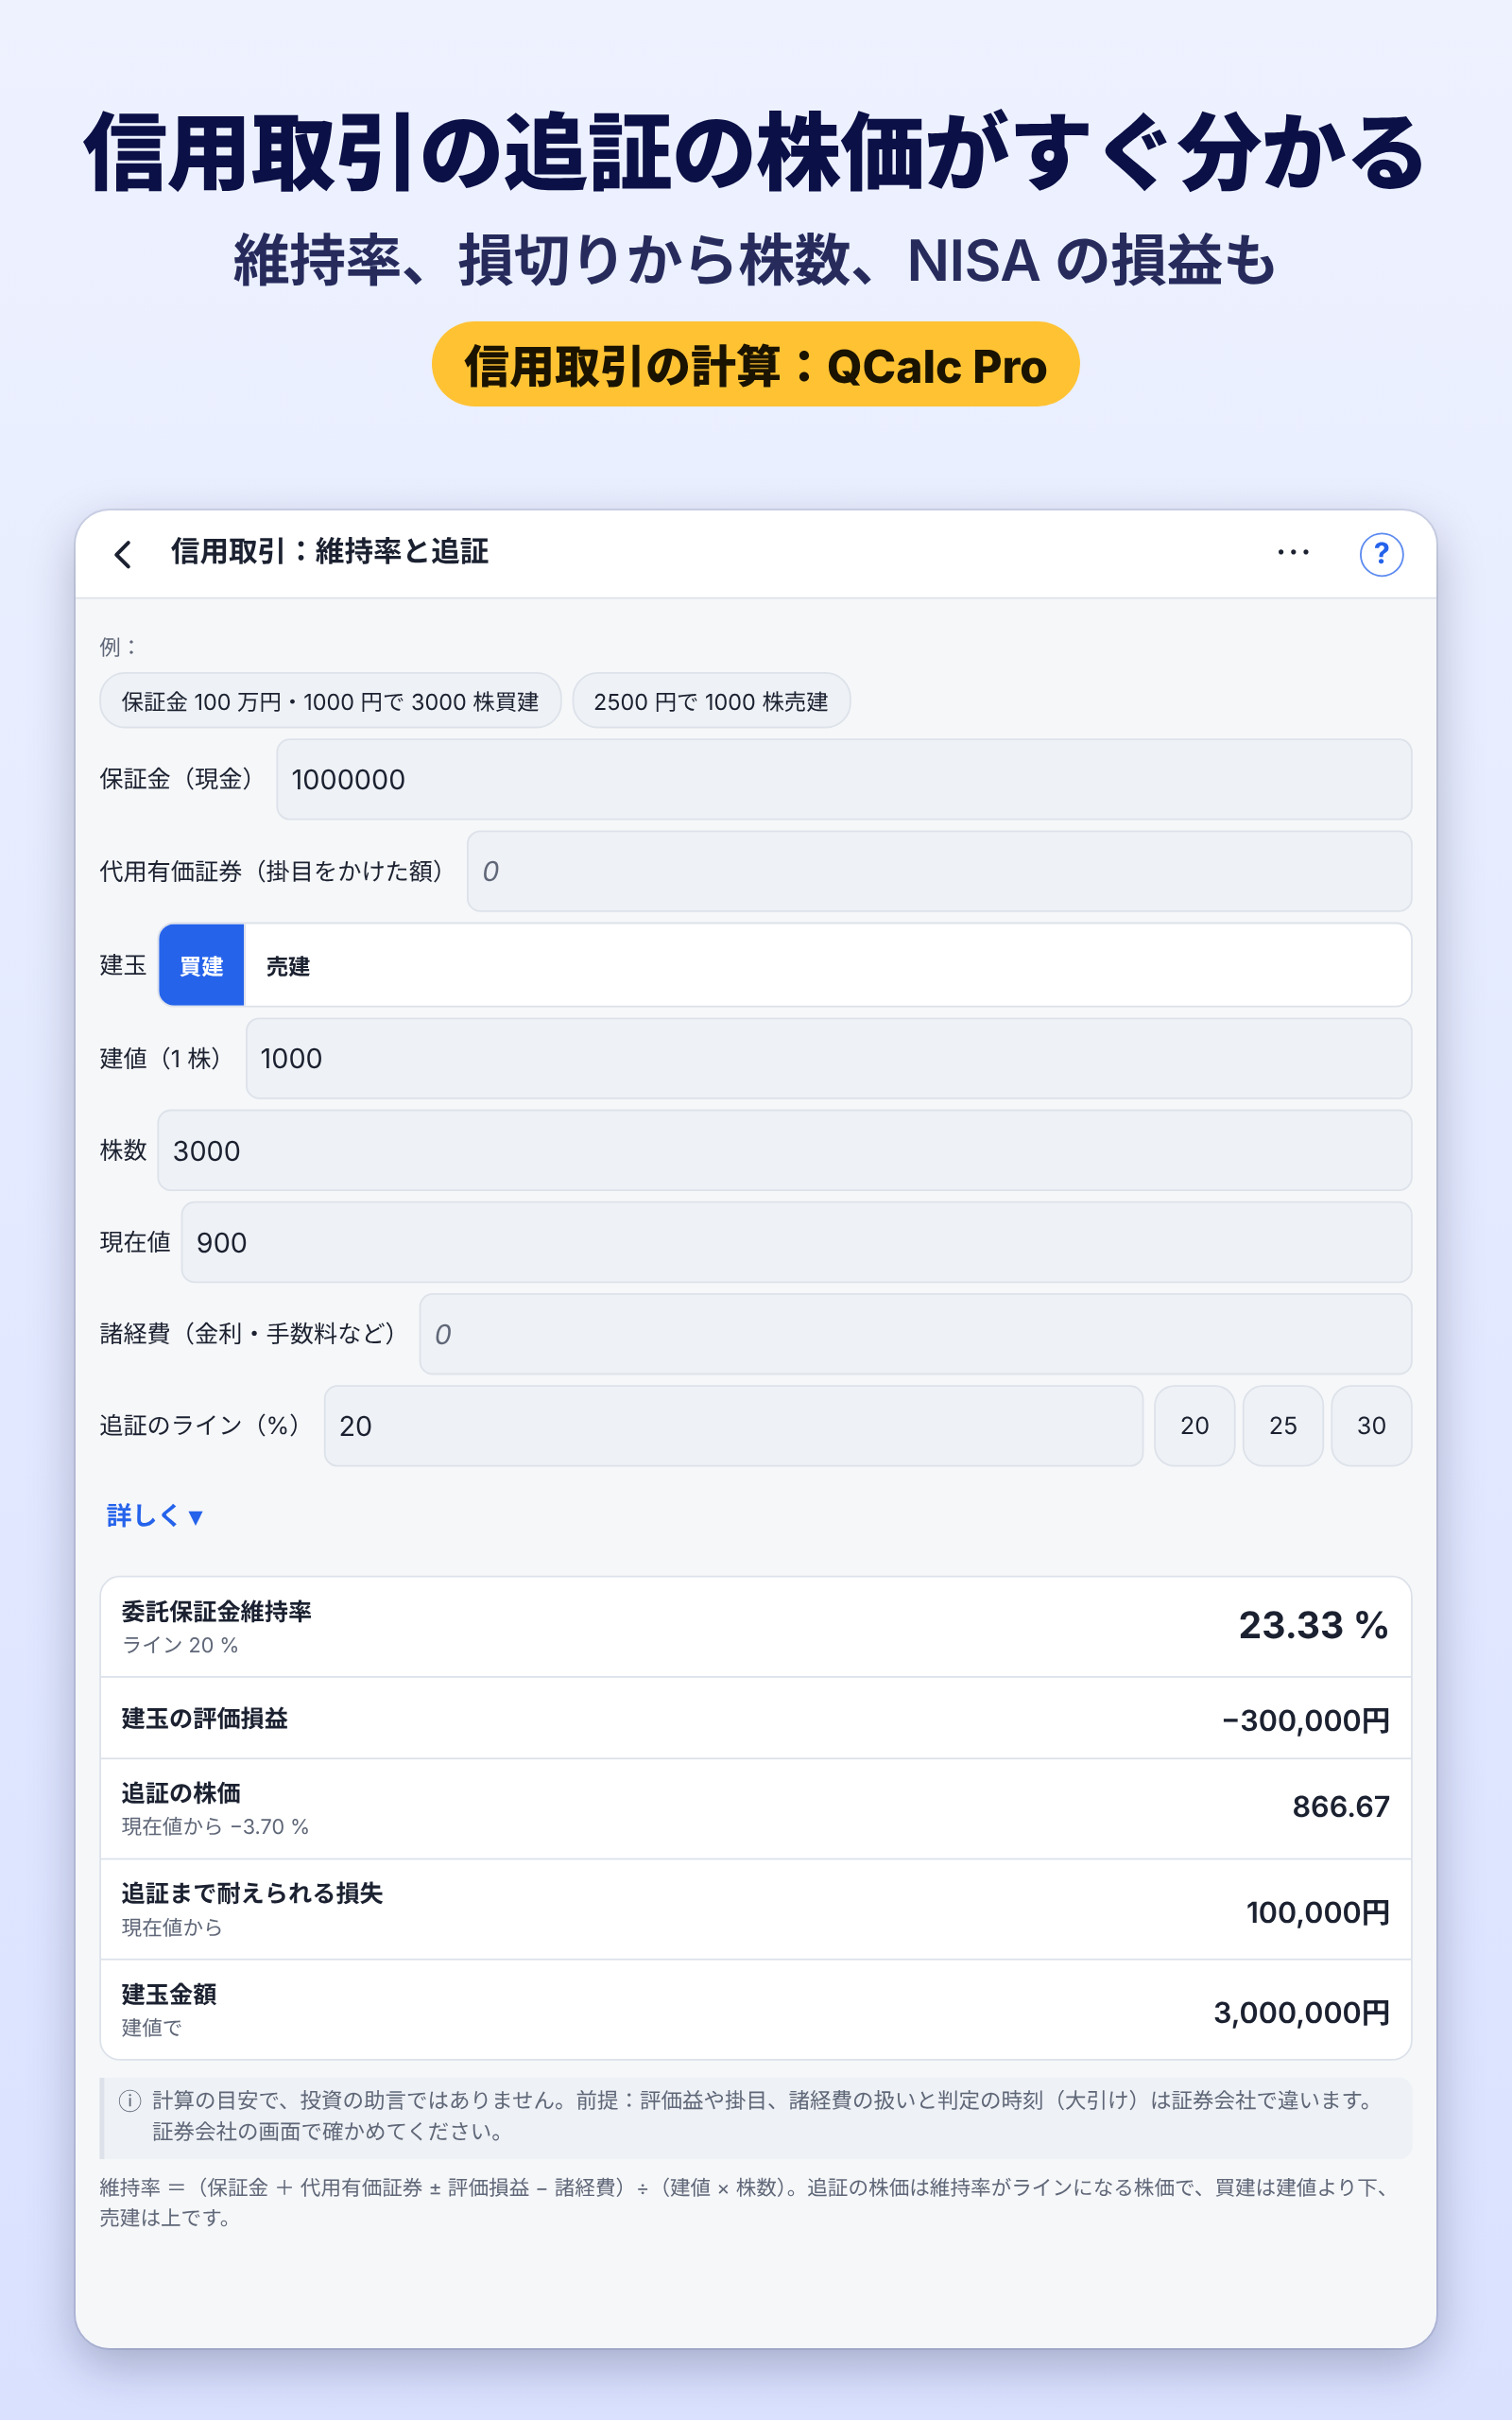 信用取引の追証の株価がすぐ分かる
維持率、損切りから株数、NISA の損益も
信用取引の計算：QCalc Pro
信用取引：維持率と追証
… ?
例：
保証金 100 万円・1000 円で 3000 株買建 2500 円で 1000 株売建
保証金（現金） 1000000
代用有価証券（掛目をかけた額） 0
建玉 買建 売建
建値（1 株） 1000
株数 3000
現在値 900
諸経費（金利・手数料など） 0
追証のライン（%） 20 20 25 30
詳しく ▾
委託保証金維持率 23.33 %
ライン 20 %
建玉の評価損益 −300,000円
追証の株価 866.67
現在値から −3.70 %
追証まで耐えられる損失 100,000円
現在値から
建玉金額 3,000,000円
建値で
ⓘ 計算の目安で、投資の助言ではありません。前提：評価益や掛目、諸経費の扱いと判定の時刻（大引け）は証券会社で違います。
証券会社の画面で確かめてください。
維持率 ＝（保証金 ＋ 代用有価証券 ± 評価損益 − 諸経費）÷（建値 × 株数）。追証の株価は維持率がラインになる株価で、買建は建値より下、
売建は上です。